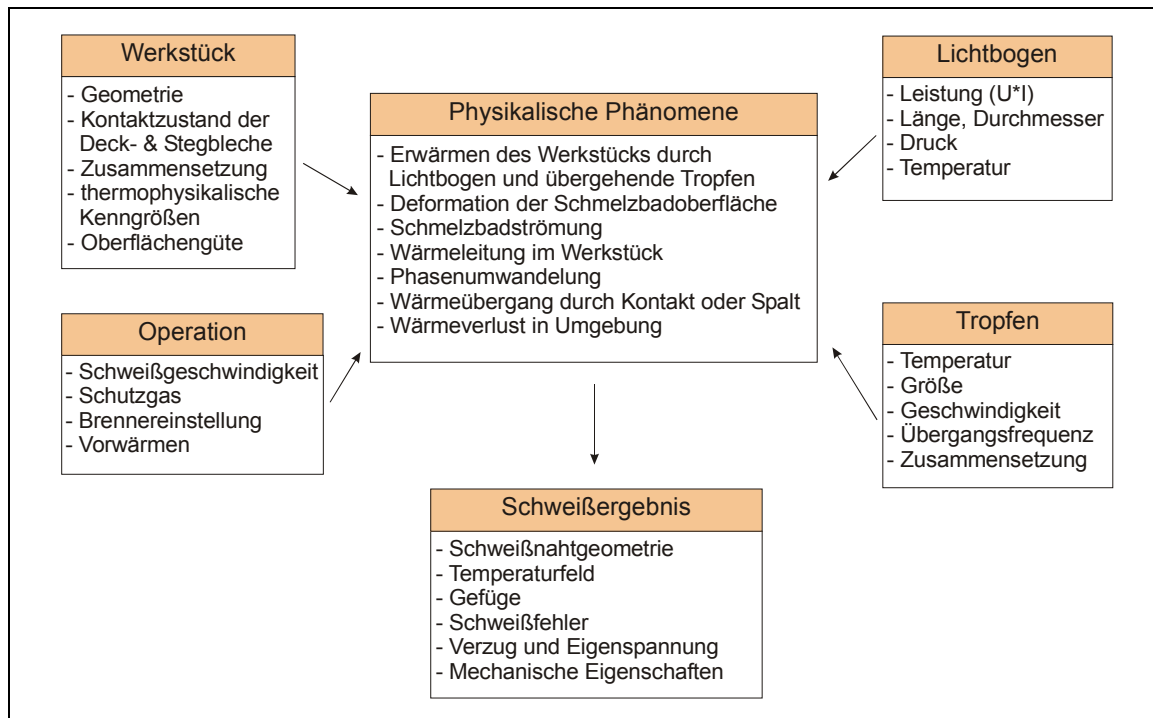 Werkstück
- Geometrie
- Kontaktzustand der
Deck- & Stegbleche
- Zusammensetzung
- thermophysikalische
Kenngrößen
- Oberflächengüte
Physikalische Phänomene
- Erwärmen des Werkstücks durch
Lichtbogen und übergehende Tropfen
- Deformation der Schmelzbadoberfläche
- Schmelzbadströmung
- Wärmeleitung im Werkstück
- Phasenumwandelung
- Wärmeübergang durch Kontakt oder Spalt
- Wärmeverlust in Umgebung
Lichtbogen
- Leistung (U*I)
- Länge, Durchmesser
- Druck
- Temperatur
Operation
- Schweißgeschwindigkeit
- Schutzgas
- Brennereinstellung
- Vorwärmen
Tropfen
- Temperatur
- Größe
- Geschwindigkeit
- Übergangsfrequenz
- Zusammensetzung
Schweißergebnis
- Schweißnahtgeometrie
- Temperaturfeld
- Gefüge
- Schweißfehler
- Verzug und Eigenspannung
- Mechanische Eigenschaften